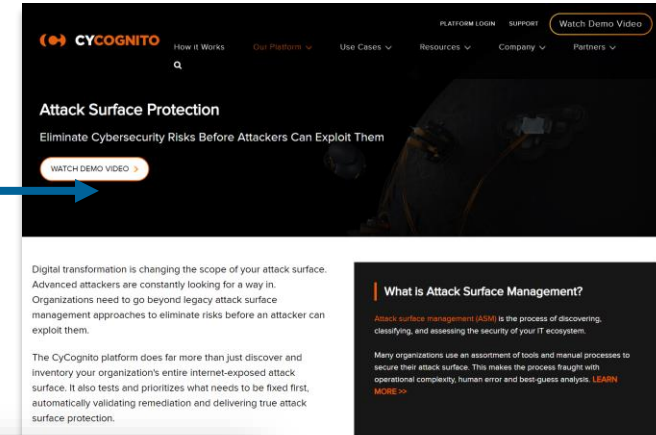 PLATFORM LOGIN SUPPORT Watch Demo Video
CYCOGNITO
How it Works Our Platform Use Cases Resources Company Partners
Attack Surface Protection
Eliminate Cybersecurity Risks Before Attackers Can Exploit Them
WATCH DEMO VIDEO >
Digital transformation is changing the scope of your attack surface.
Advanced attackers are constantly looking for a way in.
Organizations need to go beyond legacy attack surface
management approaches to eliminate risks before an attacker can
exploit them.
The CyCognito platform does far more than just discover and
inventory your organization's entire internet-exposed attack
surface. It also tests and prioritizes what needs to be fixed first,
automatically validating remediation and delivering true attack
surface protection.
What is Attack Surface Management?
Attack surface management (ASM) is the process of discovering,
classifying, and assessing the security of your IT ecosystem.
Many organizations use an assortment of tools and manual processes to
secure their attack surface. This makes the process fraught with
operational complexity, human error and best-guess analysis. LEARN
MORE >>